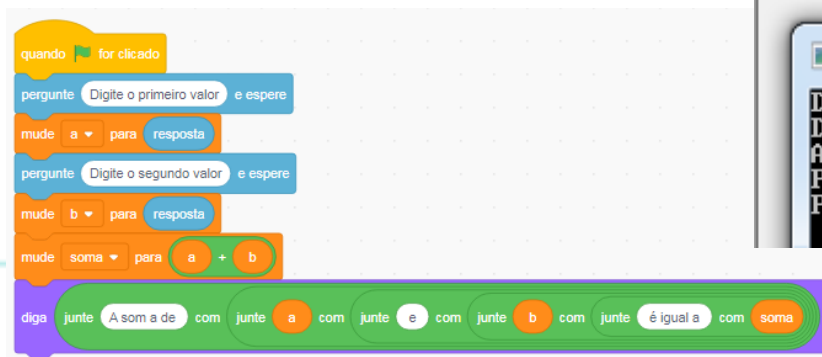 quando for clicado
pergunte Digite o primeiro valor e espere
mude a para resposta
pergunte Digite o segundo valor e espere
mude b para resposta
mude soma para a + b
diga junte A som a de com junte a com junte e com junte b com junte é igual a com soma
D
D
A
P
P